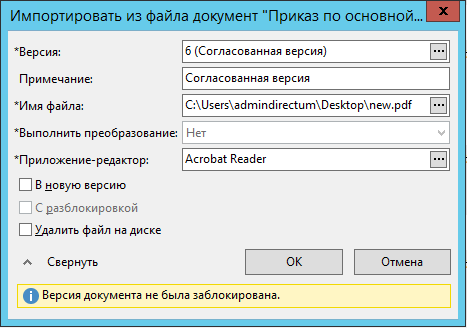 Импортировать из файла документ "Приказ по основной...
*Версия: 6 (Согласованная версия) ...
Примечание: Согласованная версия
*Имя файла: C:\Users\admindirectum\Desktop\new.pdf ...
*Выполнить преобразование: Нет
*Приложение-редактор: Acrobat Reader ...
В новую версию
С разблокировкой
Удалить файл на диске
Свернуть OK Отмена
Версия документа не была заблокирована.